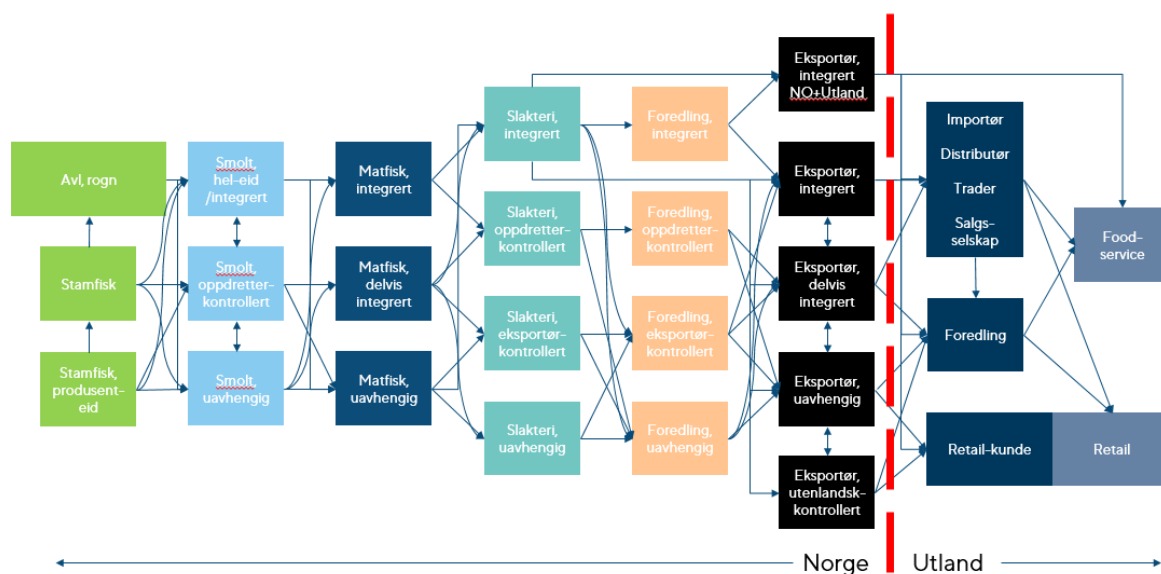 Avl, rogn
Stamfisk
Stamfisk,
produsent-
eid
Smolt,
hel-eid
/integrert
Smolt,
oppdretter-
kontrollert
Smolt,
uavhengig
Matfisk,
integrert
Matfisk,
delvis
integrert
Matfisk,
uavhengig
Slakteri,
integrert
Slakteri,
oppdretter-
kontrollert
Slakteri,
eksportør-
kontrollert
Slakteri,
uavhengig
Foredling,
integrert
Foredling,
oppdretter-
kontrollert
Foredling,
eksportør-
kontrollert
Foredling,
uavhengig
Eksportør,
integrert
NO+Utland
Eksportør,
integrert
Eksportør,
delvis
integrert
Eksportør,
uavhengig
Eksportør,
utenlandsk-
kontrollert
Importør
Distributør
Trader
Salgs-
selskap
Foredling
Retail-kunde
Retail
Food-
service
Norge
Utland